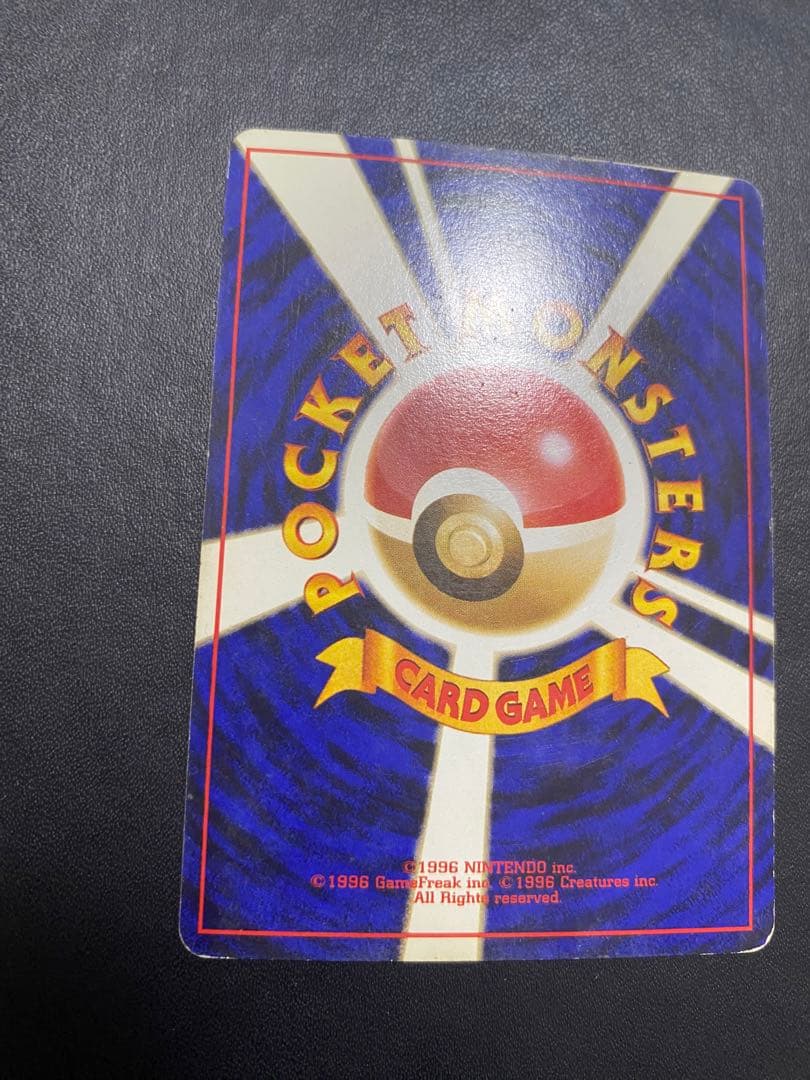 POCKET MONSTERS
CARD GAME
©1996 NINTENDO inc.
©1996 GameFreak inc. ©1996 Creatures inc.
All Rights reserved.